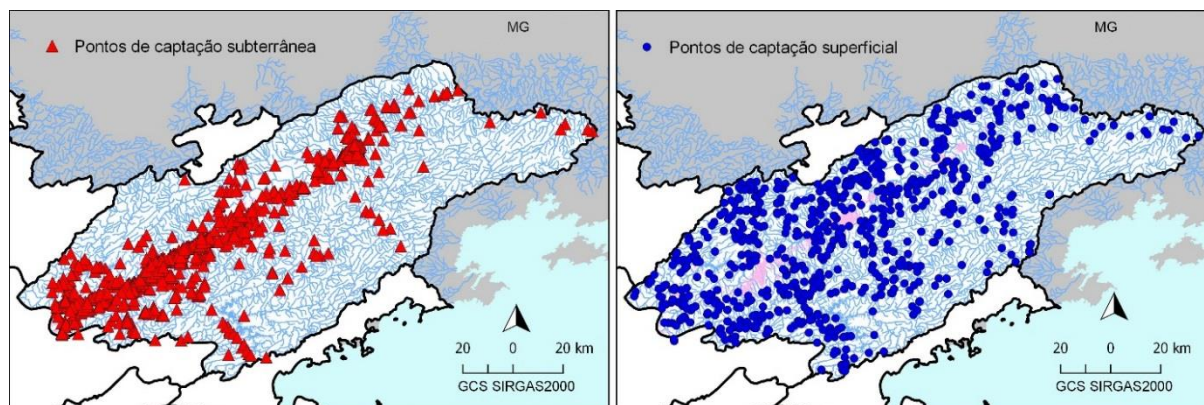 MG
Pontos de captação subterrânea
20 0 20 km
GCS SIRGAS2000
MG
Pontos de captação superficial
20 0 20 km
GCS SIRGAS2000